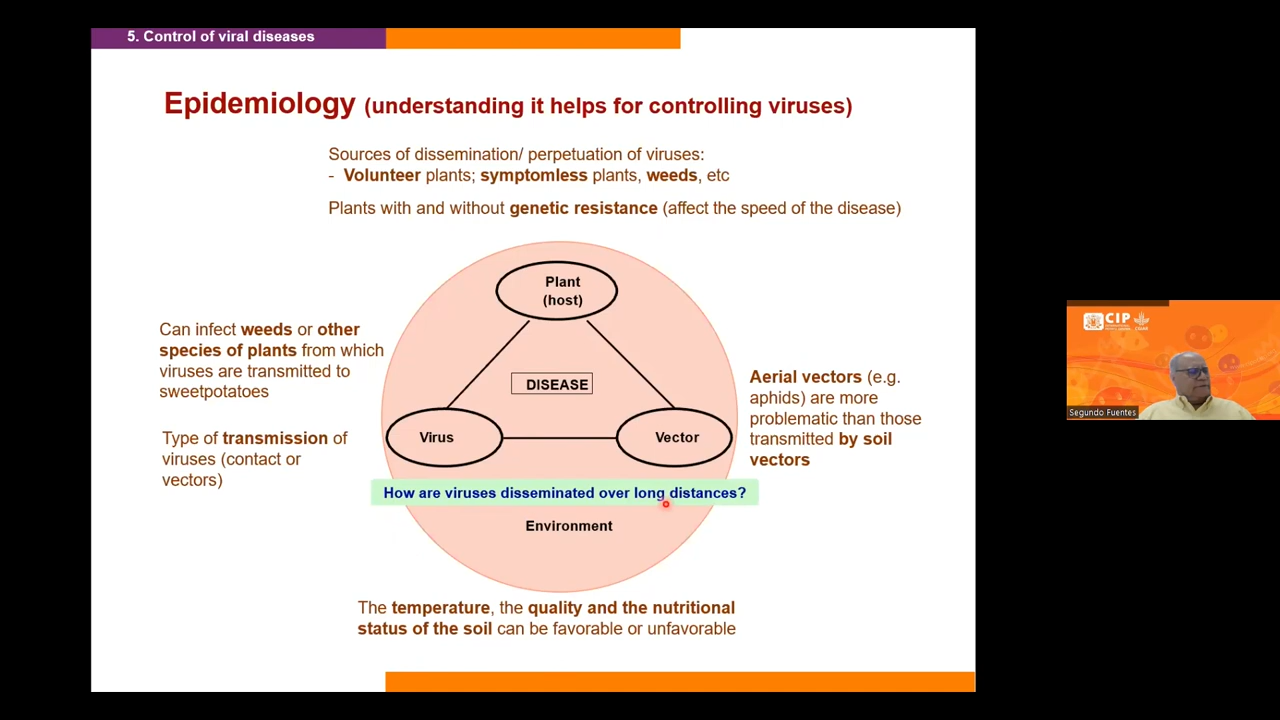 5. Control of viral diseases
Epidemiology (understanding it helps for controlling viruses)
Sources of dissemination/ perpetuation of viruses:
- Volunteer plants; symptomless plants, weeds, etc
Plants with and without genetic resistance (affect the speed of the disease)
Plant
(host)
Can infect weeds or other
species of plants from which
viruses are transmitted to
sweetpotatoes
DISEASE
Aerial vectors (e.g.
aphids) are more
problematic than those
transmitted by soil
vectors
Type of transmission of
viruses (contact or
vectors)
Virus
Vector
How are viruses disseminated over long distances?
Environment
The temperature, the quality and the nutritional
status of the soil can be favorable or unfavorable
CIP
Segundo Fuentes